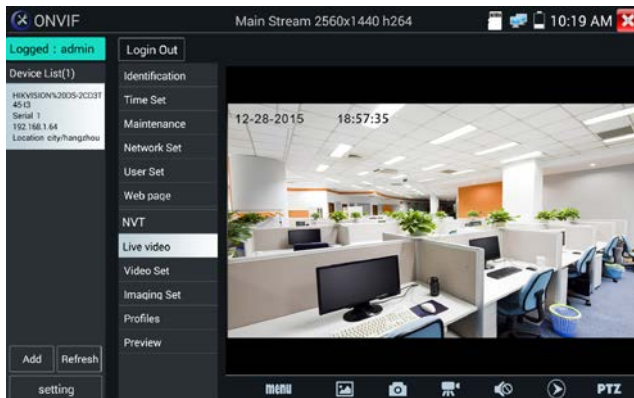 ONVIF
Main Stream 2560x1440 h264
10:19 AM
Logged : admin
Login Out
Device List(1)
HIKVISION%20DS-2CD3T
45-I3
Serial 1
192.168.1.64
Location city/hangzhou
Identification
Time Set
Maintenance
Network Set
User Set
Web page
NVT
Live video
Video Set
Imaging Set
Profiles
Preview
12-28-2015 18:57:35
Add
Refresh
setting
menu
PTZ